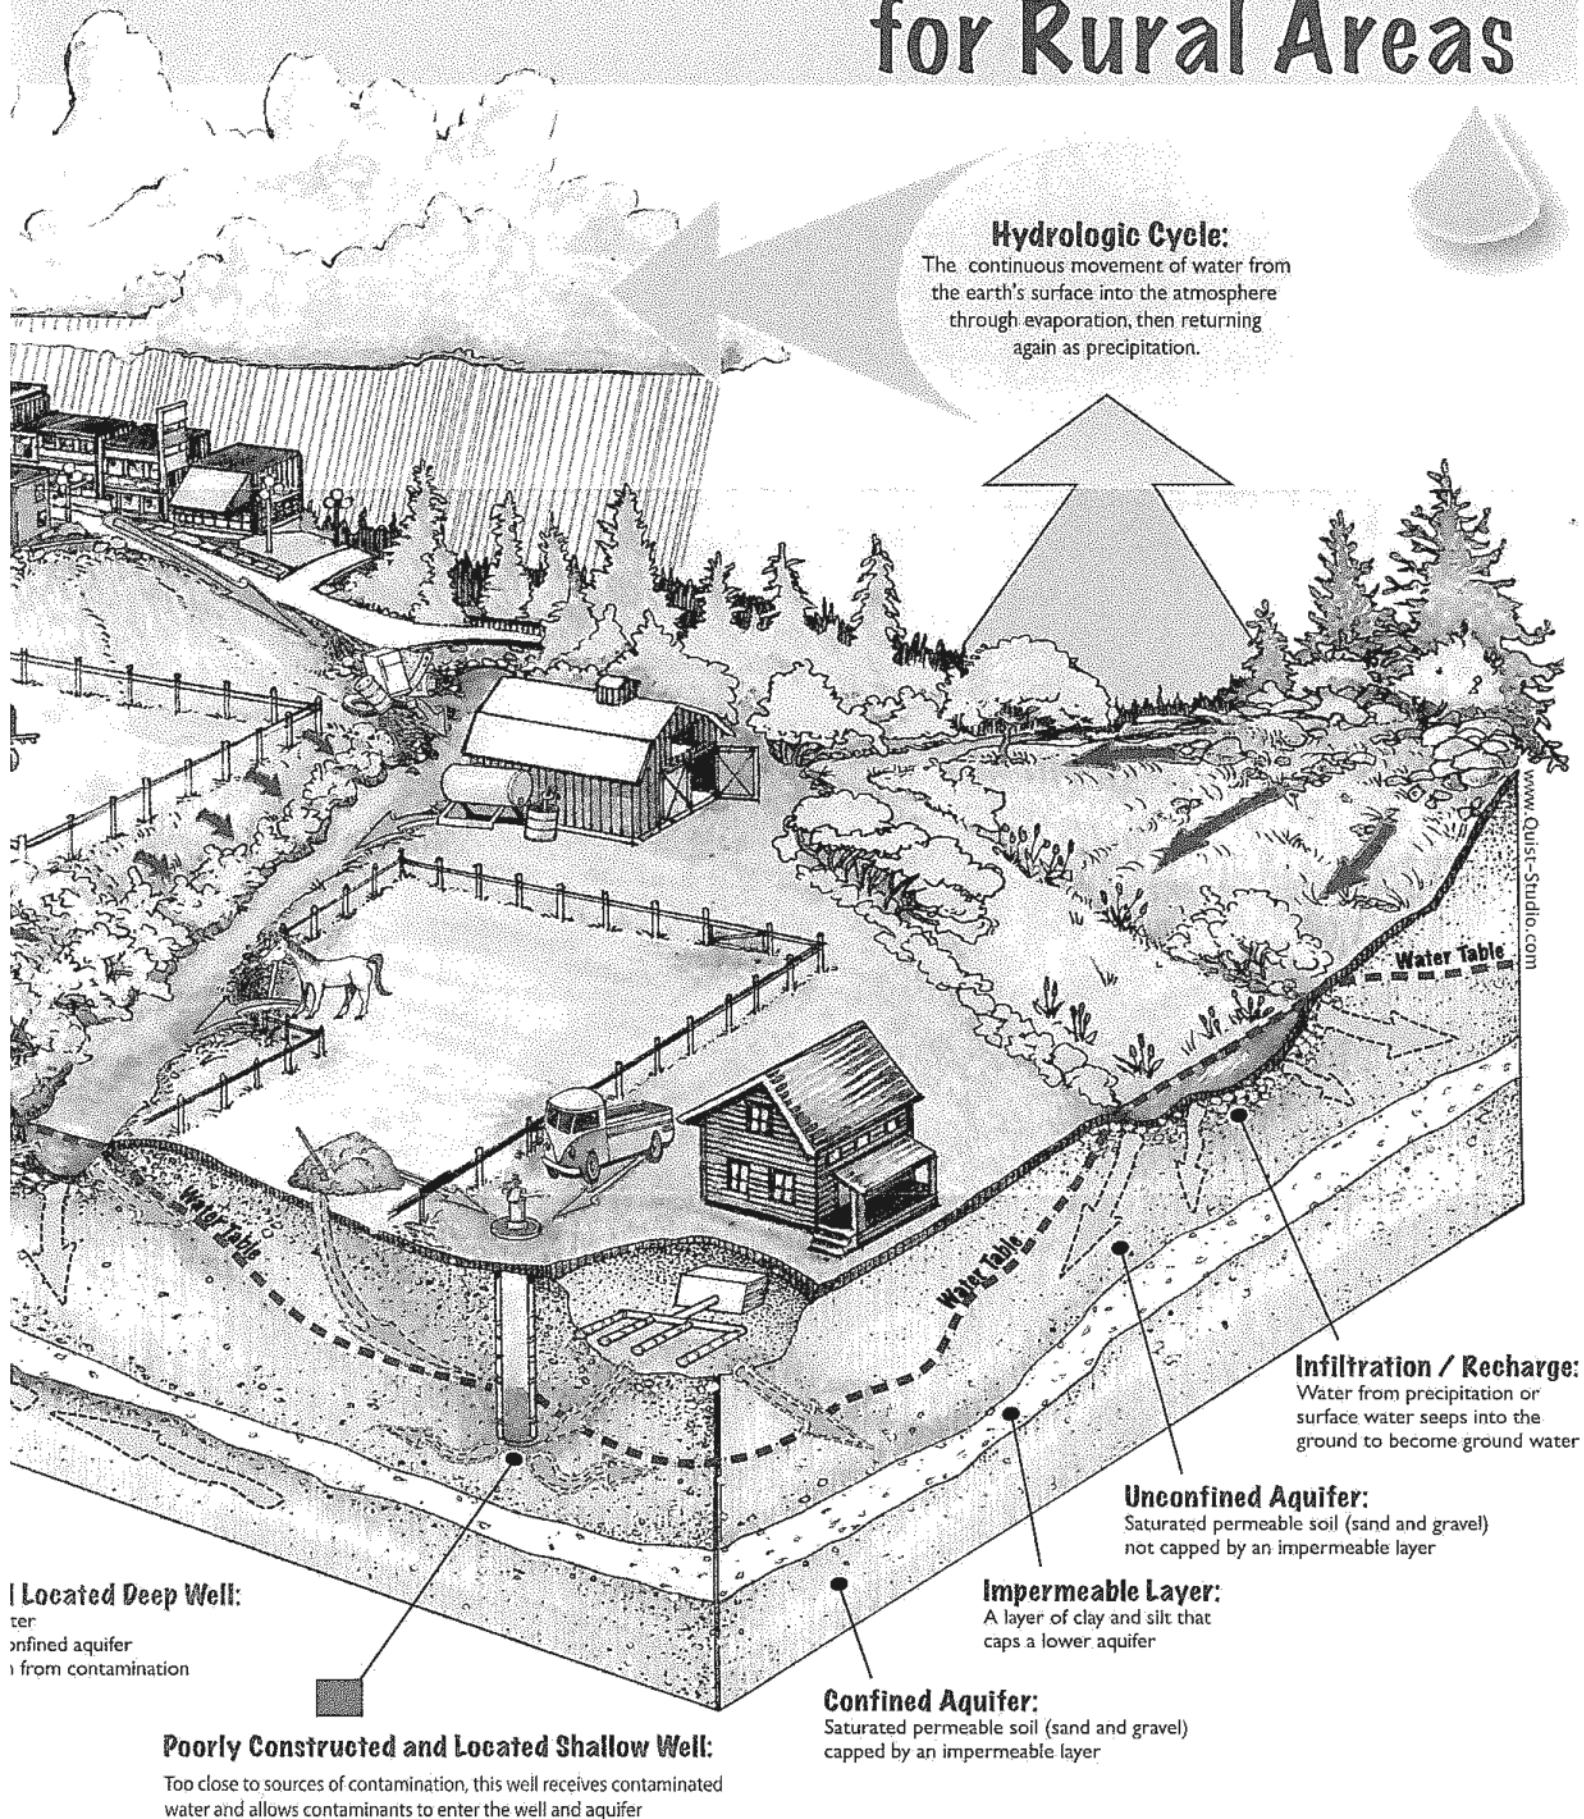 for Rural Areas
Hydrologic Cycle:
The continuous movement of water from
the earth's surface into the atmosphere
through evaporation, then returning
again as precipitation.
www.Quist-Studio.com
Water Table
Water Table
Water Table
Infiltration / Recharge:
Water from precipitation or
surface water seeps into the
ground to become ground water
Unconfined Aquifer:
Saturated permeable soil (sand and gravel)
not capped by an impermeable layer
Impermeable Layer:
A layer of clay and silt that
caps a lower aquifer
Confined Aquifer:
Saturated permeable soil (sand and gravel)
capped by an impermeable layer
Located Deep Well:
aquifer
from contamination
Poorly Constructed and Located Shallow Well:
Too close to sources of contamination, this well receives contaminated
water and allows contaminants to enter the well and aquifer